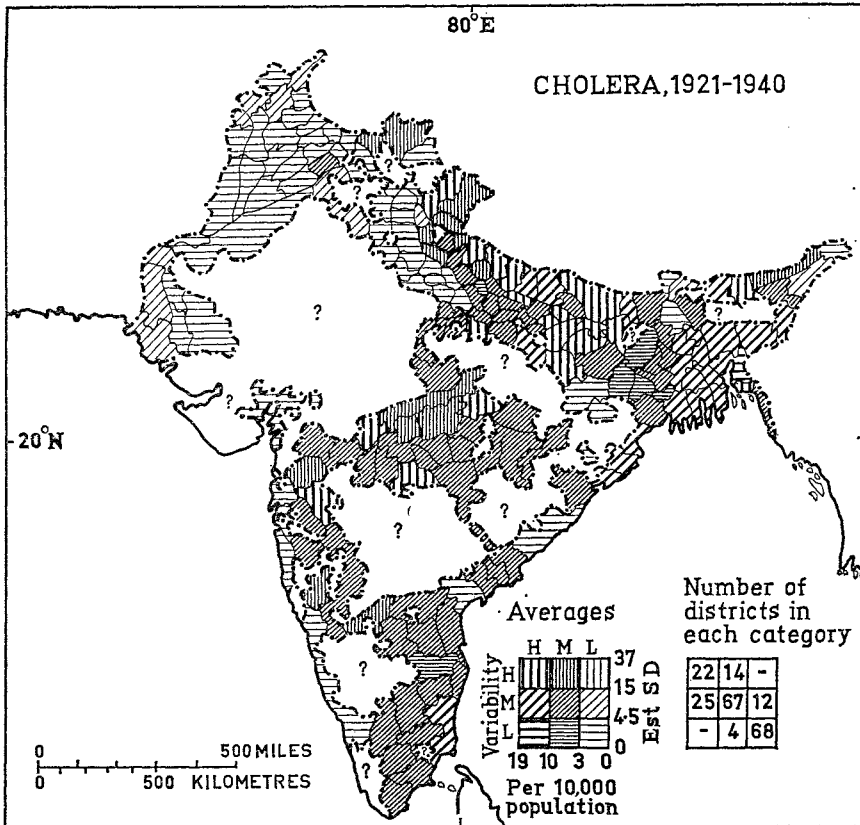 80°E
CHOLERA, 1921-1940
?
?
?
?
?
?
?
20°N
?
?
?
?
?
?
?
Averages
H M L
Variability
H
M
L
37
15
4·5
0
Est SD
19 10 3 0
Per 10,000
population
Number of
districts in
each category
22 14 -
25 67 12
- 4 68
0 500 MILES
0 500 KILOMETRES